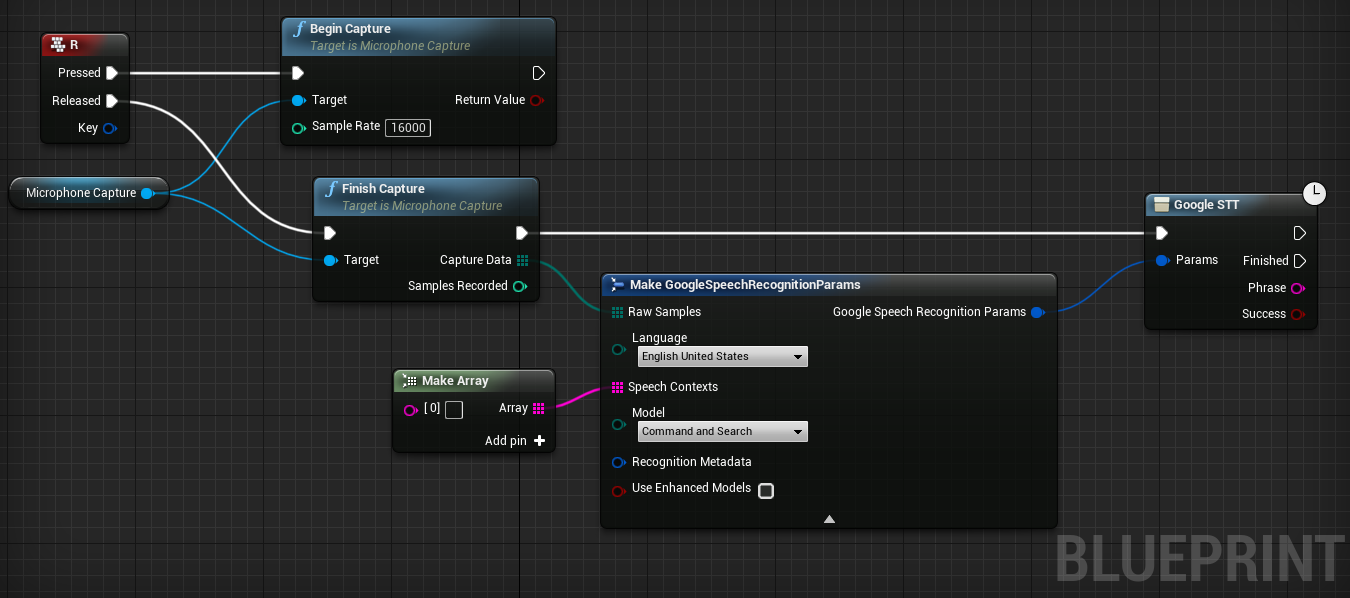 R
Pressed
Released
Key
Begin Capture
Target is Microphone Capture
Target
Return Value
Sample Rate 16000
Microphone Capture
Finish Capture
Target is Microphone Capture
Target
Capture Data
Samples Recorded
Make Array
[0]
Array
Add pin
Make GoogleSpeechRecognitionParams
Raw Samples
Google Speech Recognition Params
Language
English United States
Speech Contexts
Model
Command and Search
Recognition Metadata
Use Enhanced Models
Google STT
Params
Finished
Phrase
Success
BLUEPRINT